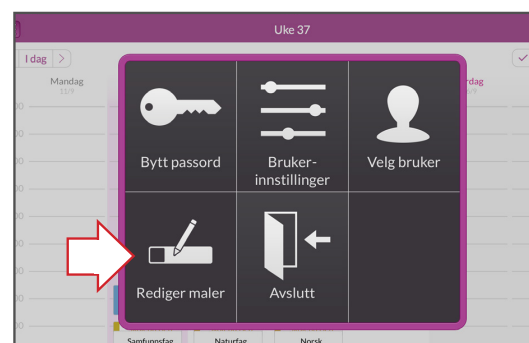 Uke 37
I dag
Mandag
11/9
rdag
Bytt passord
Bruker-
innstillinger
Velg bruker
Rediger maler
Avslutt
Samfunnsfag
Naturfag
Norsk